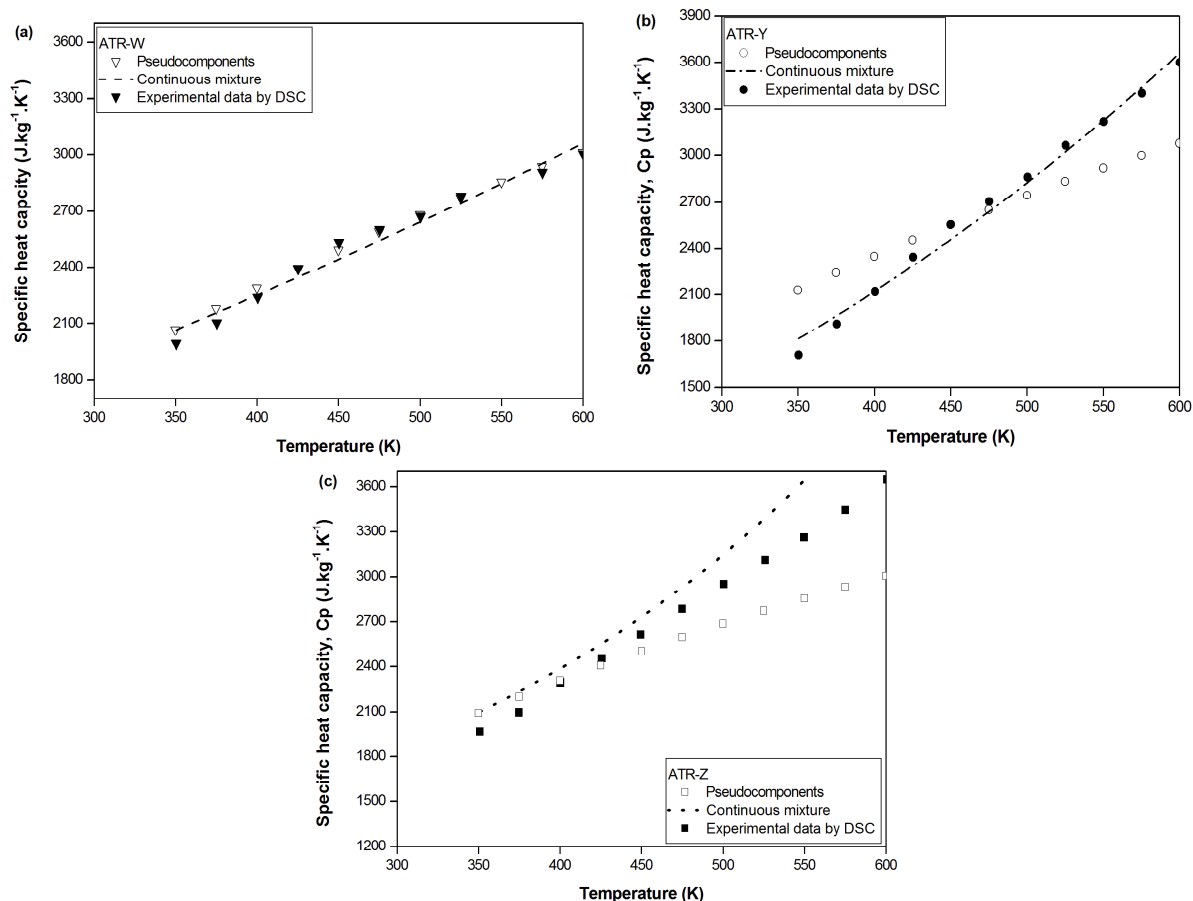 (a)
ATR-W
Pseudocomponents
Continuous mixture
Experimental data by DSC
Specific heat capcity (J.kg⁻¹.K⁻¹)
3600
3300
3000
2700
2400
2100
1800
300 350 400 450 500 550 600
Temperature (K)
(b)
ATR-Y
Pseudocomponents
Continuous mixture
Experimental data by DSC
Specific heat capacity, Cp (J.kg⁻¹.K⁻¹)
3900
3600
3300
3000
2700
2400
2100
1800
1500
300 350 400 450 500 550 600
Temperature (K)
(c)
Specific heat capacity, Cp (J.kg⁻¹.K⁻¹)
3600
3300
3000
2700
2400
2100
1800
1500
1200
ATR-Z
Pseudocomponents
Continuous mixture
Experimental data by DSC
300 350 400 450 500 550 600
Temperature (K)